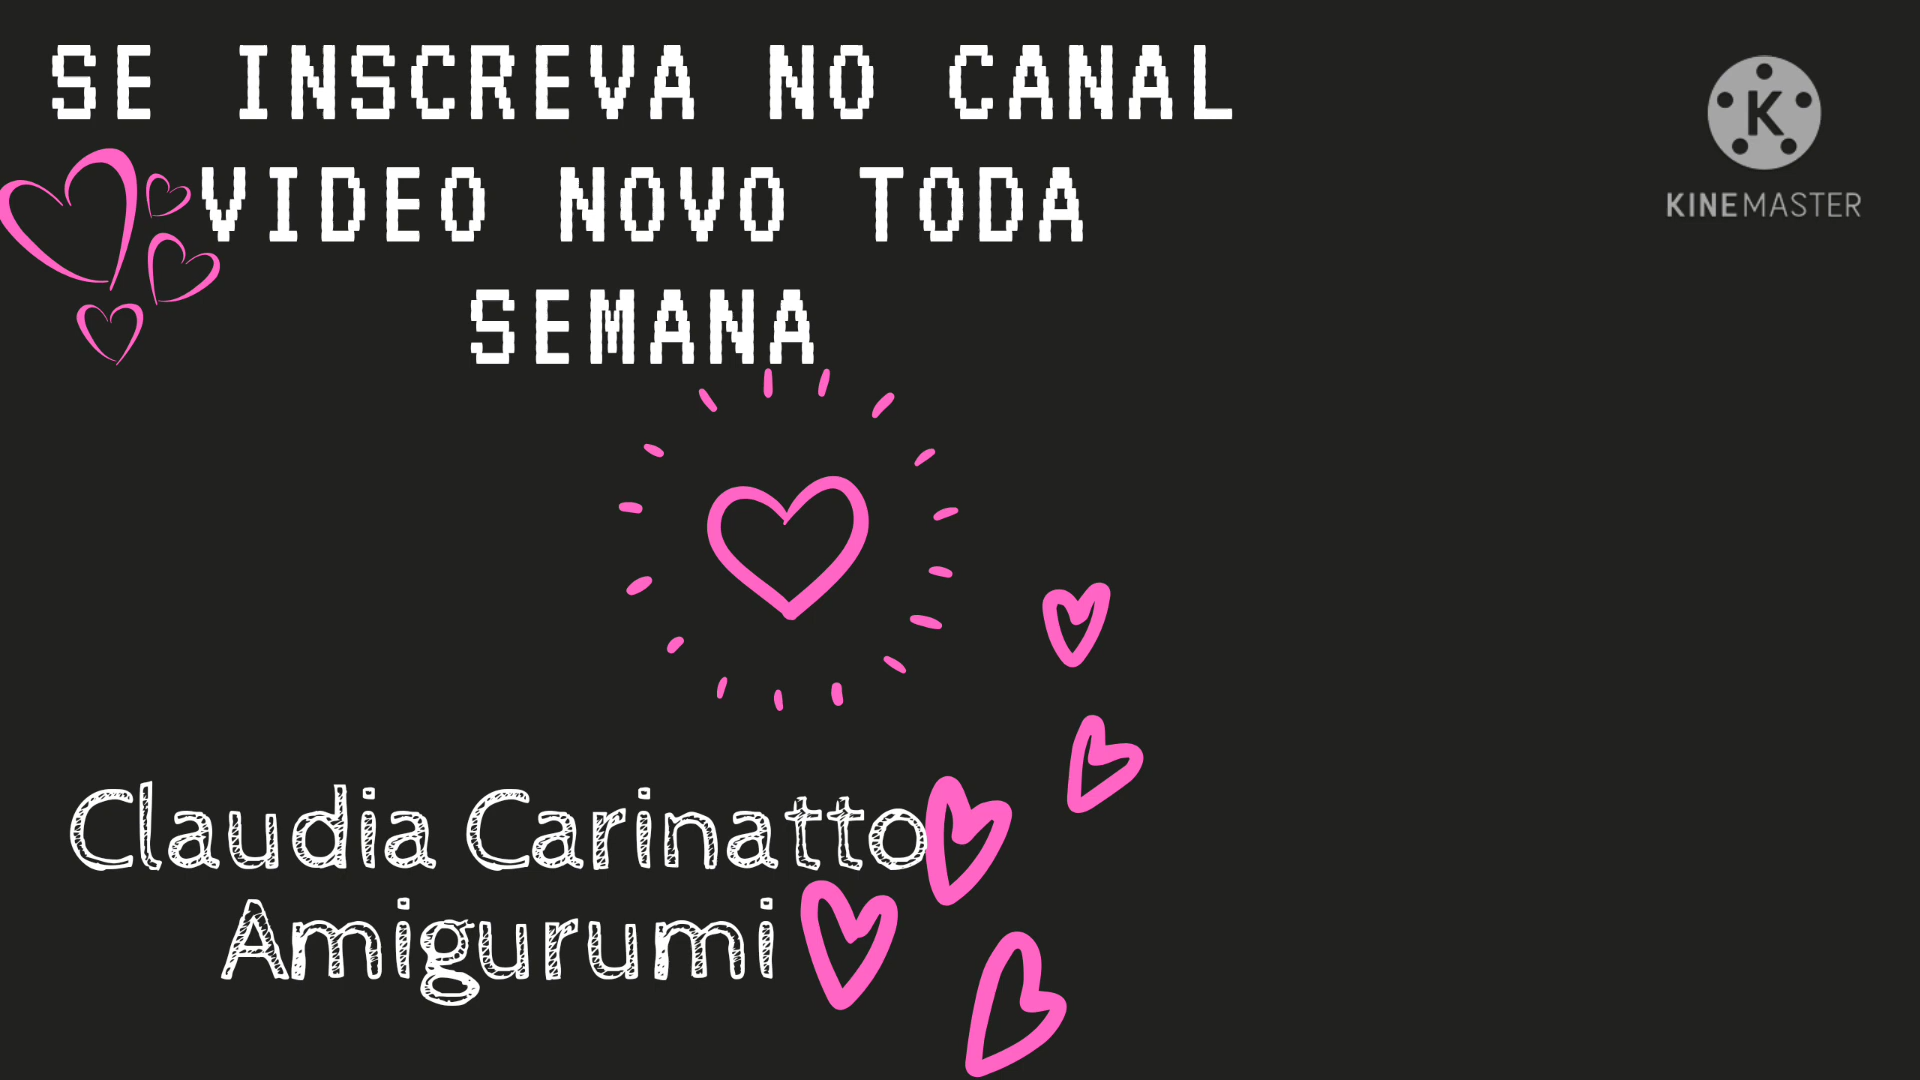 SE INSCREVA NO CANAL
VIDEO NOVO TODA
SEMANA
K
KINEMASTER
Claudia Carinatto
Amigurumi